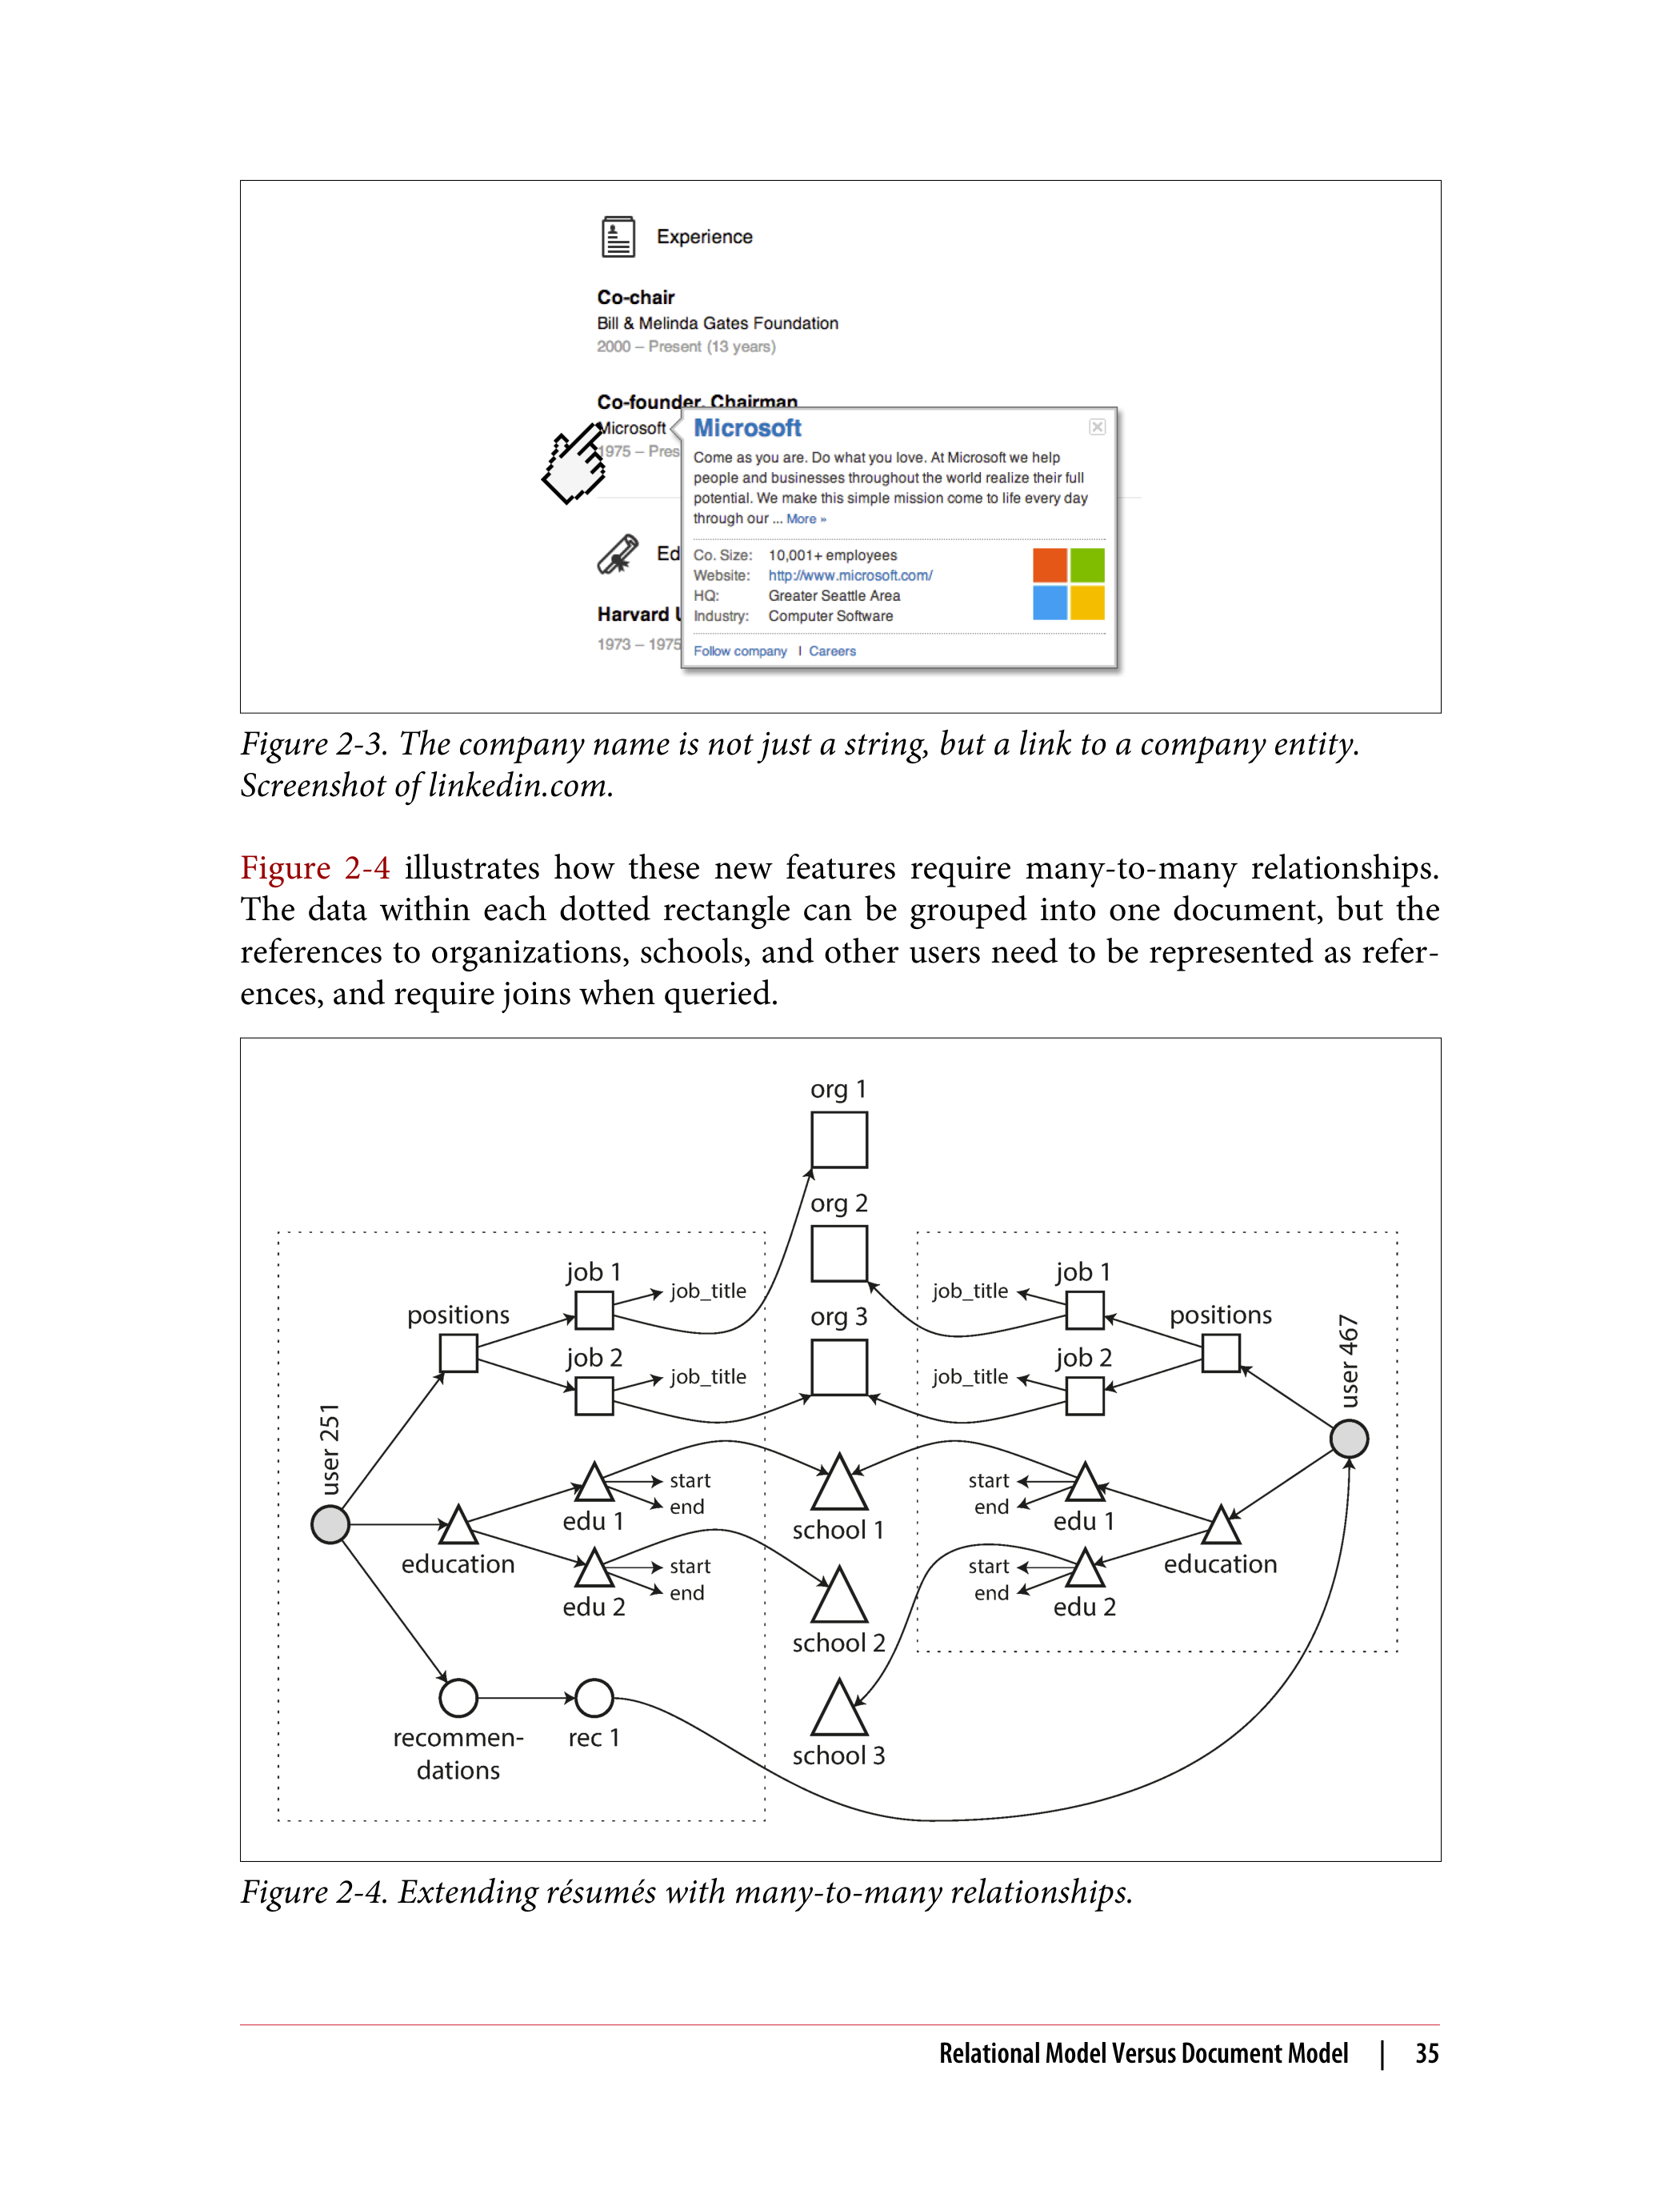 Experience
Co-chair
Bill & Melinda Gates Foundation
2000 – Present (13 years)
Co-founder, Chairman
Microsoft
1975 – Pres
Microsoft
Come as you are. Do what you love. At Microsoft we help
people and businesses throughout the world realize their full
potential. We make this simple mission come to life every day
through our ... More »
Co. Size: 10,001+ employees
Website: http://www.microsoft.com/
HQ: Greater Seattle Area
Industry: Computer Software
Follow company | Careers
Ed
Harvard U
1973 – 1975
Figure 2-3. The company name is not just a string, but a link to a company entity.
Screenshot of linkedin.com.
Figure 2-4 illustrates how these new features require many-to-many relationships.
The data within each dotted rectangle can be grouped into one document, but the
references to organizations, schools, and other users need to be represented as refer-
ences, and require joins when queried.
org 1
org 2
org 3
user 251
positions
job 1
job_title
job 2
job_title
education
edu 1
start
end
edu 2
start
end
recommen-
dations
rec 1
school 1
school 2
school 3
job 1
job_title
job 2
job_title
positions
user 467
edu 1
start
end
edu 2
start
end
education
Figure 2-4. Extending résumés with many-to-many relationships.
Relational Model Versus Document Model | 35